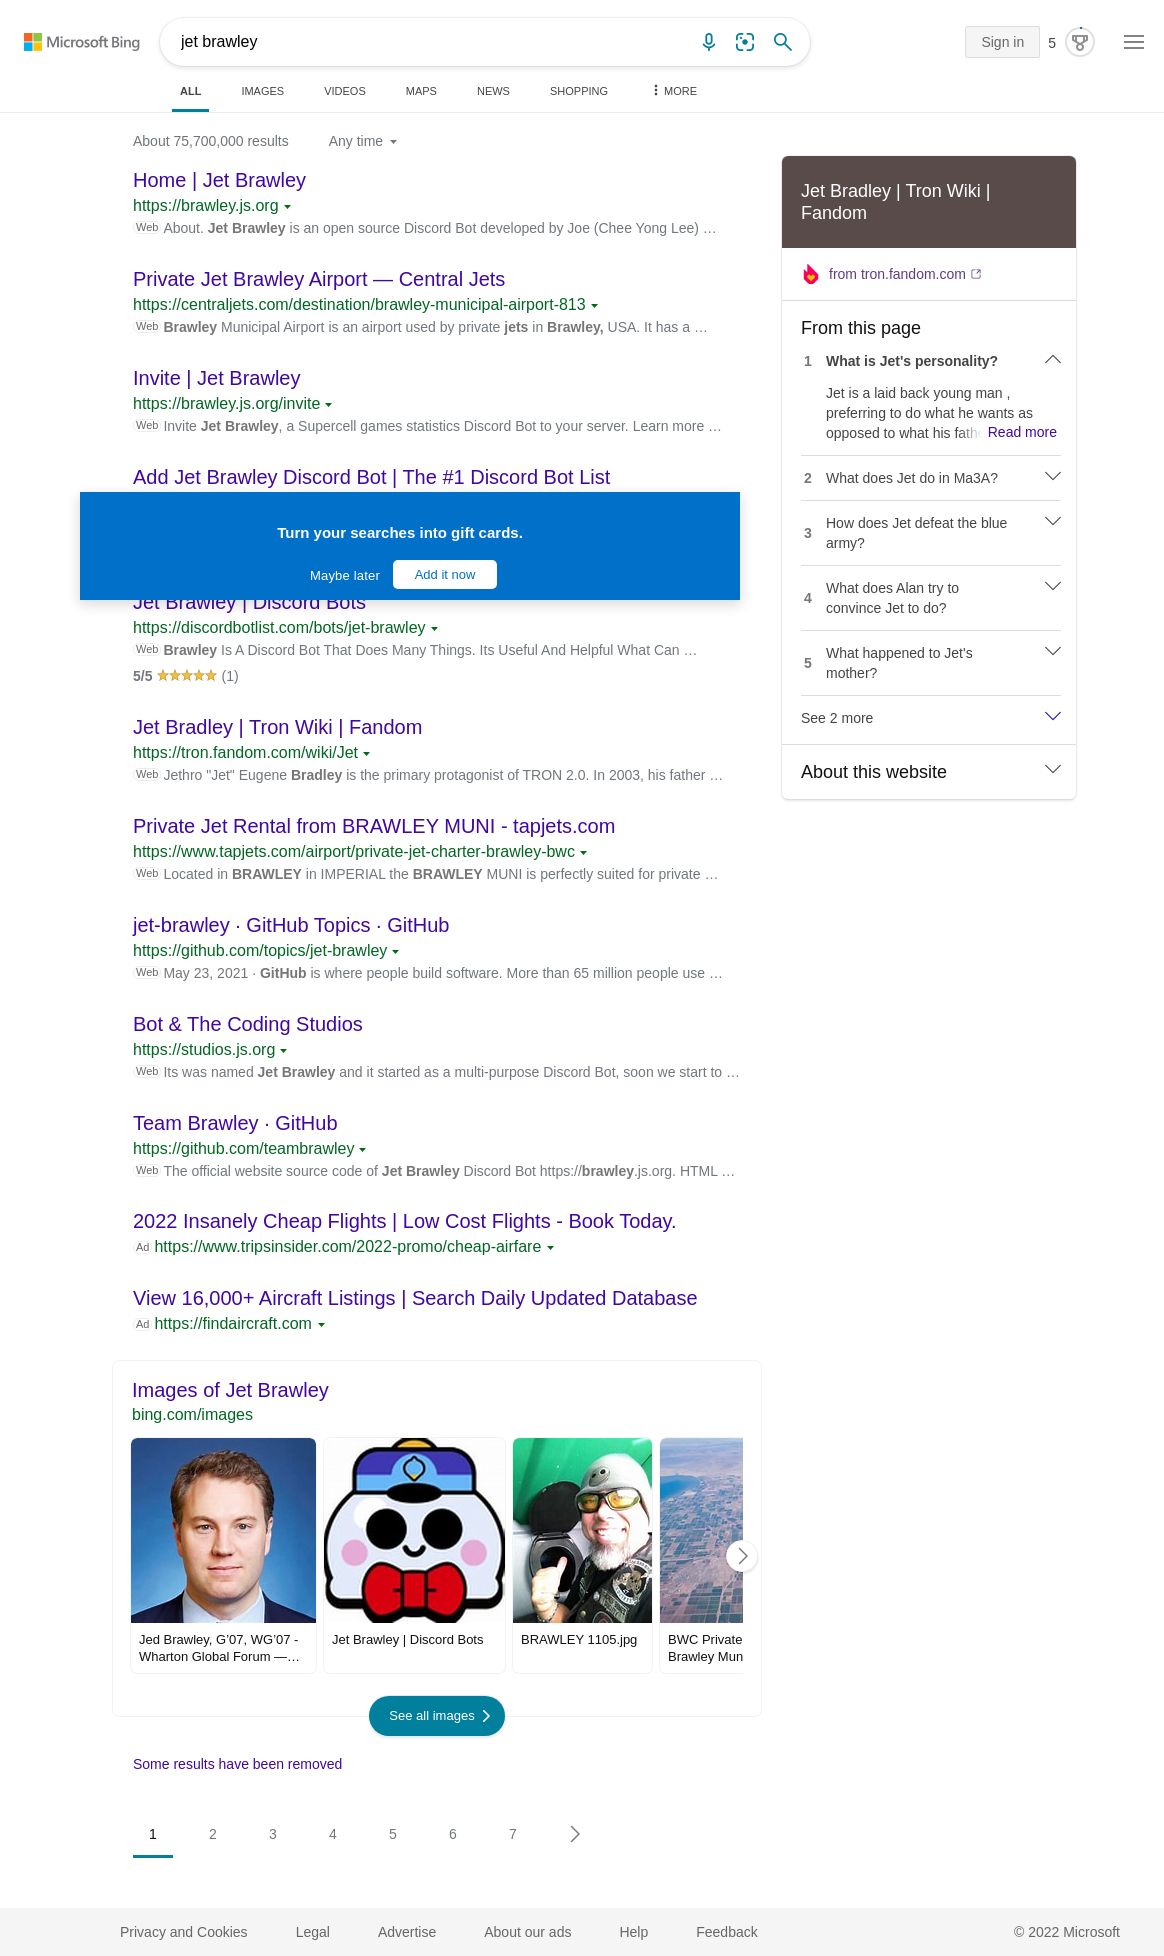 Microsoft Bing
jet brawley
Sign in
5
ALL
IMAGES
VIDEOS
MAPS
NEWS
SHOPPING
MORE
About 75,700,000 results
Any time
Home | Jet Brawley
https://brawley.js.org
Web About. Jet Brawley is an open source Discord Bot developed by Joe (Chee Yong Lee) …
Private Jet Brawley Airport — Central Jets
https://centraljets.com/destination/brawley-municipal-airport-813
Web Brawley Municipal Airport is an airport used by private jets in Brawley, USA. It has a …
Invite | Jet Brawley
https://brawley.js.org/invite
Web Invite Jet Brawley, a Supercell games statistics Discord Bot to your server. Learn more …
Add Jet Brawley Discord Bot | The #1 Discord Bot List
Turn your searches into gift cards.
Maybe later
Add it now
Jet Brawley | Discord Bots
https://discordbotlist.com/bots/jet-brawley
Web Brawley Is A Discord Bot That Does Many Things. Its Useful And Helpful What Can …
5/5 (1)
Jet Bradley | Tron Wiki | Fandom
https://tron.fandom.com/wiki/Jet
Web Jethro "Jet" Eugene Bradley is the primary protagonist of TRON 2.0. In 2003, his father …
Private Jet Rental from BRAWLEY MUNI - tapjets.com
https://www.tapjets.com/airport/private-jet-charter-brawley-bwc
Web Located in BRAWLEY in IMPERIAL the BRAWLEY MUNI is perfectly suited for private …
jet-brawley · GitHub Topics · GitHub
https://github.com/topics/jet-brawley
Web May 23, 2021 · GitHub is where people build software. More than 65 million people use …
Bot & The Coding Studios
https://studios.js.org
Web Its was named Jet Brawley and it started as a multi-purpose Discord Bot, soon we start to …
Team Brawley · GitHub
https://github.com/teambrawley
Web The official website source code of Jet Brawley Discord Bot https://brawley.js.org. HTML …
2022 Insanely Cheap Flights | Low Cost Flights - Book Today.
Ad https://www.tripsinsider.com/2022-promo/cheap-airfare
View 16,000+ Aircraft Listings | Search Daily Updated Database
Ad https://findaircraft.com
Images of Jet Brawley
bing.com/images
Jed Brawley, G'07, WG'07 -
Wharton Global Forum —…
Jet Brawley | Discord Bots
BRAWLEY 1105.jpg
BWC Private
Brawley Mun
See all images
Some results have been removed
1
2
3
4
5
6
7
Jet Bradley | Tron Wiki |
Fandom
from tron.fandom.com
From this page
1 What is Jet's personality?
Jet is a laid back young man ,
preferring to do what he wants as
opposed to what his fathe Read more
2 What does Jet do in Ma3A?
3 How does Jet defeat the blue
army?
4 What does Alan try to
convince Jet to do?
5 What happened to Jet's
mother?
See 2 more
About this website
Privacy and Cookies
Legal
Advertise
About our ads
Help
Feedback
© 2022 Microsoft